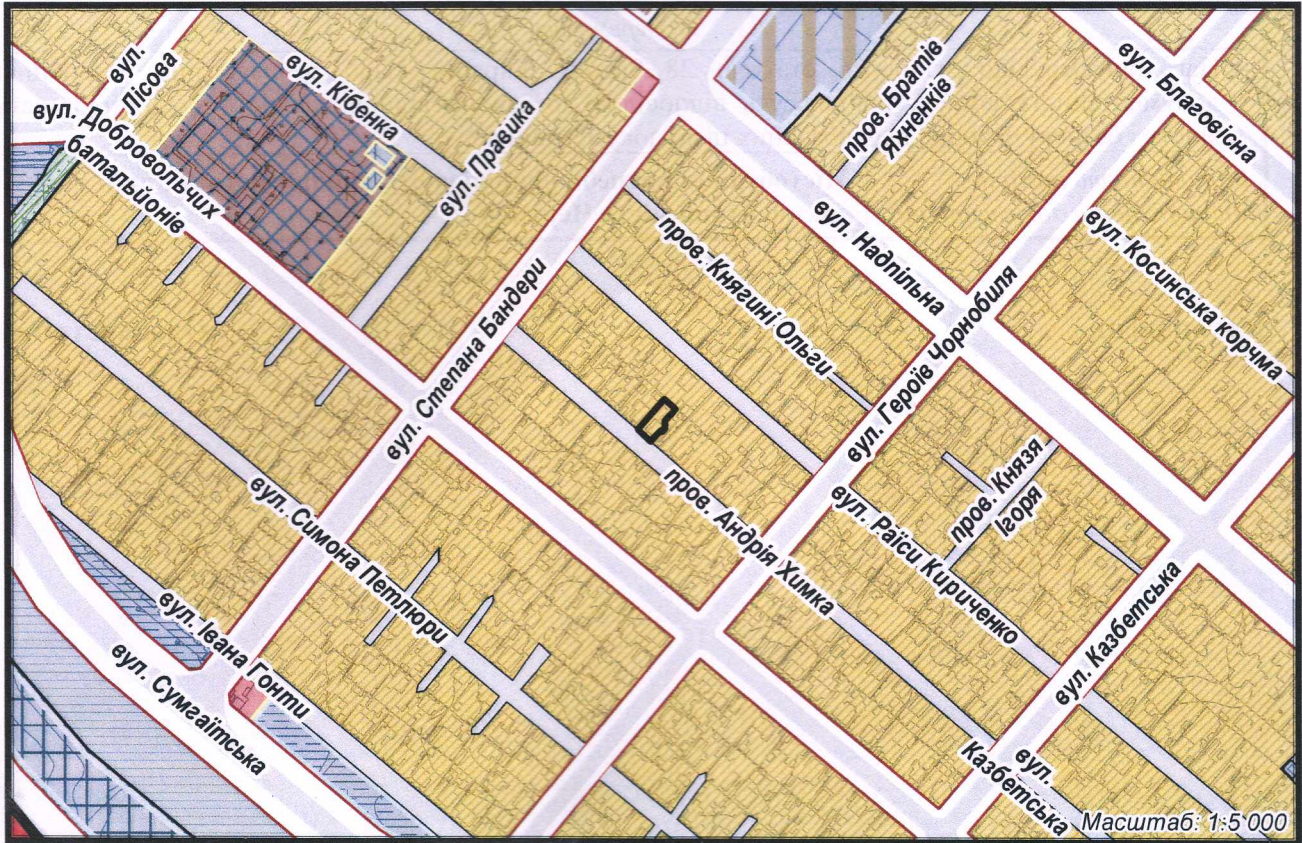 вул.
Лісова
вул. Кібенка
вул. Добровольчих
батальйонів
вул. Правика
пров. Братів
Яхненків
вул. Благовісна
вул. Надпільна
пров. Княгині Ольги
вул. Косинська корчма
вул. Степана Бандери
вул. Героїв Чорнобиля
пров. Князя
Ігоря
вул. Симона Петлюри
пров. Андрія Химка
вул. Раїси Кириченко
вул. Казбетська
вул. Івана Гонти
вул. Сумгаїтська
вул.
Казбетська
Масштаб: 1:5 000